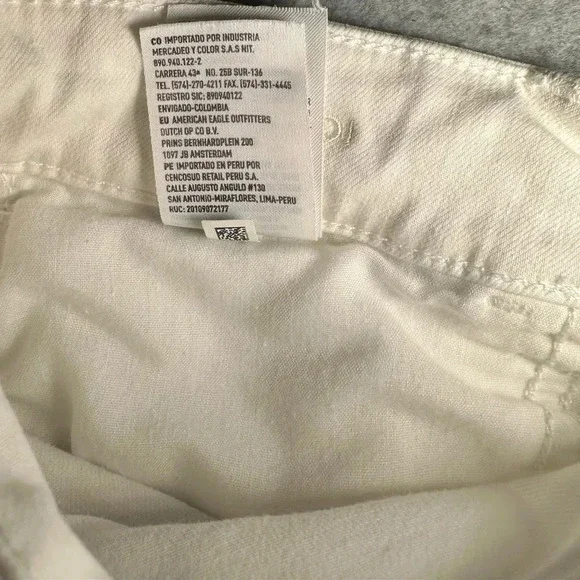 CO IMPORTADO POR INDUSTRIA
MERCADEO Y COLOR S.A.S NIT.
890.940.122-2
CARRERA 43ª NO. 25B SUR-136
TEL. (574)-270-4211 FAX. (574)-331-4445
REGISTRO SIC: 890940122
ENVIGADO-COLOMBIA
EU AMERICAN EAGLE OUTFITTERS
DUTCH OP CO B.V.
PRINS BERNHARDPLEIN 200
1097 JB AMSTERDAM
PE IMPORTADO EN PERU POR
CENCOSUD RETAIL PERU S.A.
CALLE AUGUSTO ANGULO #130
SAN ANTONIO-MIRAFLORES, LIMA-PERU
RUC: 20109072177